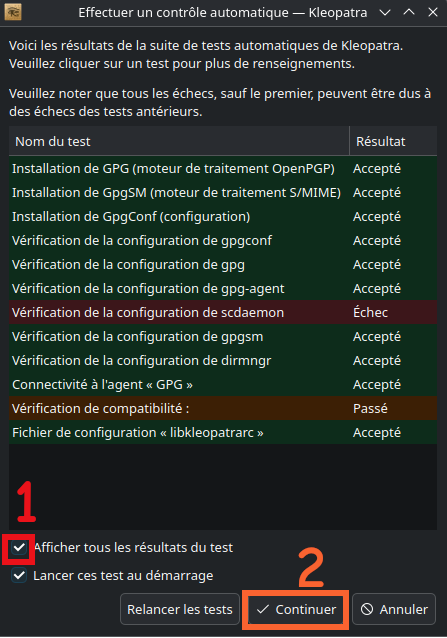 Effectuer un contrôle automatique — Kleopatra
Voici les résultats de la suite de tests automatiques de Kleopatra.
Veuillez cliquer sur un test pour plus de renseignements.
Veuillez noter que tous les échecs, sauf le premier, peuvent être dus à
des échecs des tests antérieurs.
Nom du test Résultat
Installation de GPG (moteur de traitement OpenPGP) Accepté
Installation de GpgSM (moteur de traitement S/MIME) Accepté
Installation de GpgConf (configuration) Accepté
Vérification de la configuration de gpgconf Accepté
Vérification de la configuration de gpg Accepté
Vérification de la configuration de gpg-agent Accepté
Vérification de la configuration de scdaemon Échec
Vérification de la configuration de gpgsm Accepté
Vérification de la configuration de dirmngr Accepté
Connectivité à l'agent « GPG » Accepté
Vérification de compatibilité : Passé
Fichier de configuration « libkleopatrarc » Accepté
1
Afficher tous les résultats du test
Lancer ces test au démarrage
2
Relancer les tests Continuer Annuler